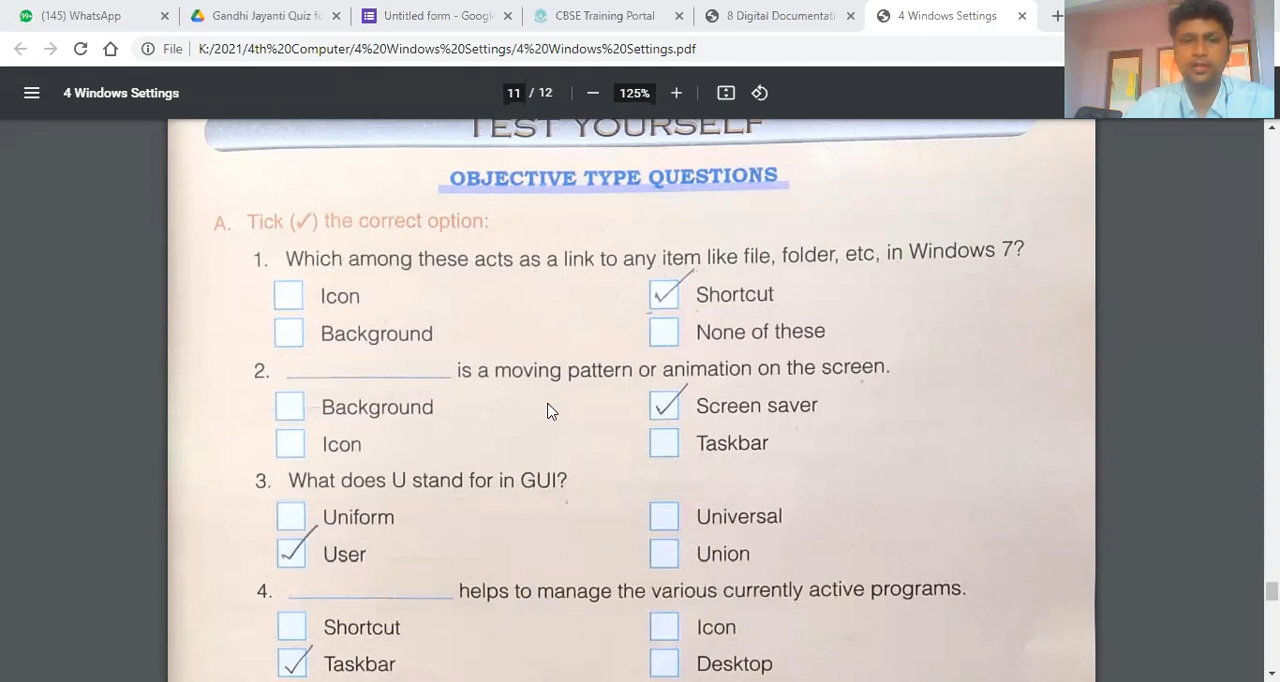 (145) WhatsApp
Gandhi Jayanti Quiz fo
Untitled form - Googl
CBSE Training Portal
8 Digital Documentati
4 Windows Settings
File K:/2021/4th%20Computer/4%20Windows%20Settings/4%20Windows%20Settings.pdf
4 Windows Settings
11 / 12
125%
TEST YOURSELF
OBJECTIVE TYPE QUESTIONS
A. Tick (✓) the correct option:
1. Which among these acts as a link to any item like file, folder, etc, in Windows 7?
Icon
Shortcut
Background
None of these
2. __________ is a moving pattern or animation on the screen.
Background
Screen saver
Icon
Taskbar
3. What does U stand for in GUI?
Uniform
Universal
User
Union
4. __________ helps to manage the various currently active programs.
Shortcut
Icon
Taskbar
Desktop